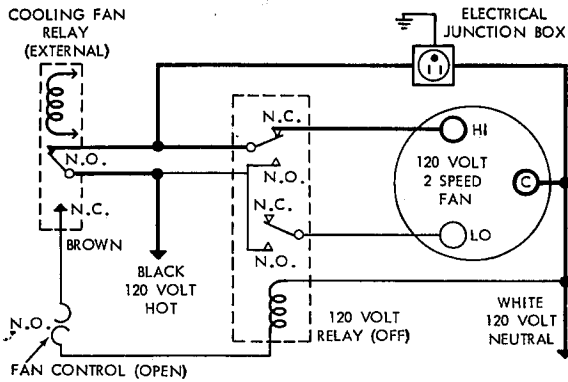 COOLING FAN
RELAY
(EXTERNAL)
ELECTRICAL
JUNCTION BOX
N.C.
HI
N.O.
120 VOLT
2 SPEED
FAN
C
N.O.
N.C.
N.C.
BROWN
LO
N.O.
BLACK
120 VOLT
HOT
120 VOLT
RELAY (OFF)
WHITE
120 VOLT
NEUTRAL
N.O.
FAN CONTROL (OPEN)